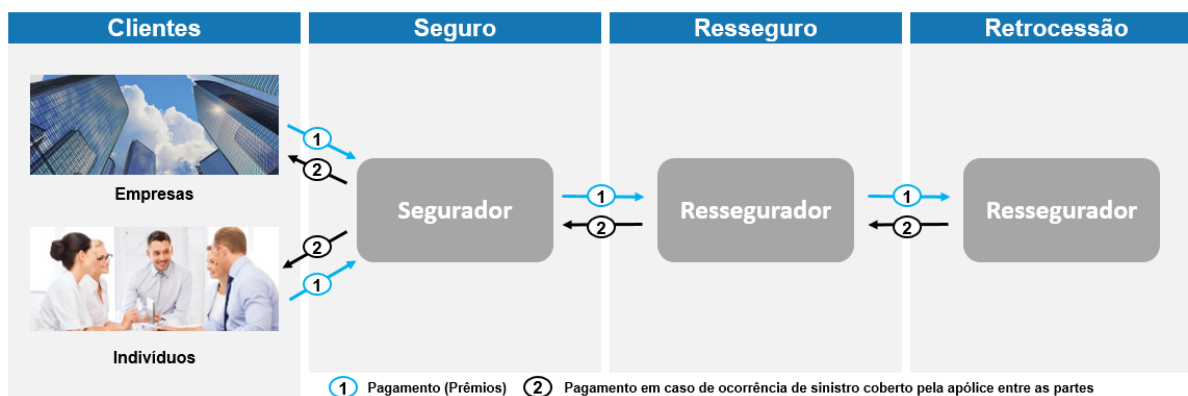 Clientes
Seguro
Resseguro
Retrocessão
1
2
Empresas
Segurador
1
2
Ressegurador
1
2
Ressegurador
2
1
Indivíduos
1 Pagamento (Prêmios) 2 Pagamento em caso de ocorrência de sinistro coberto pela apólice entre as partes